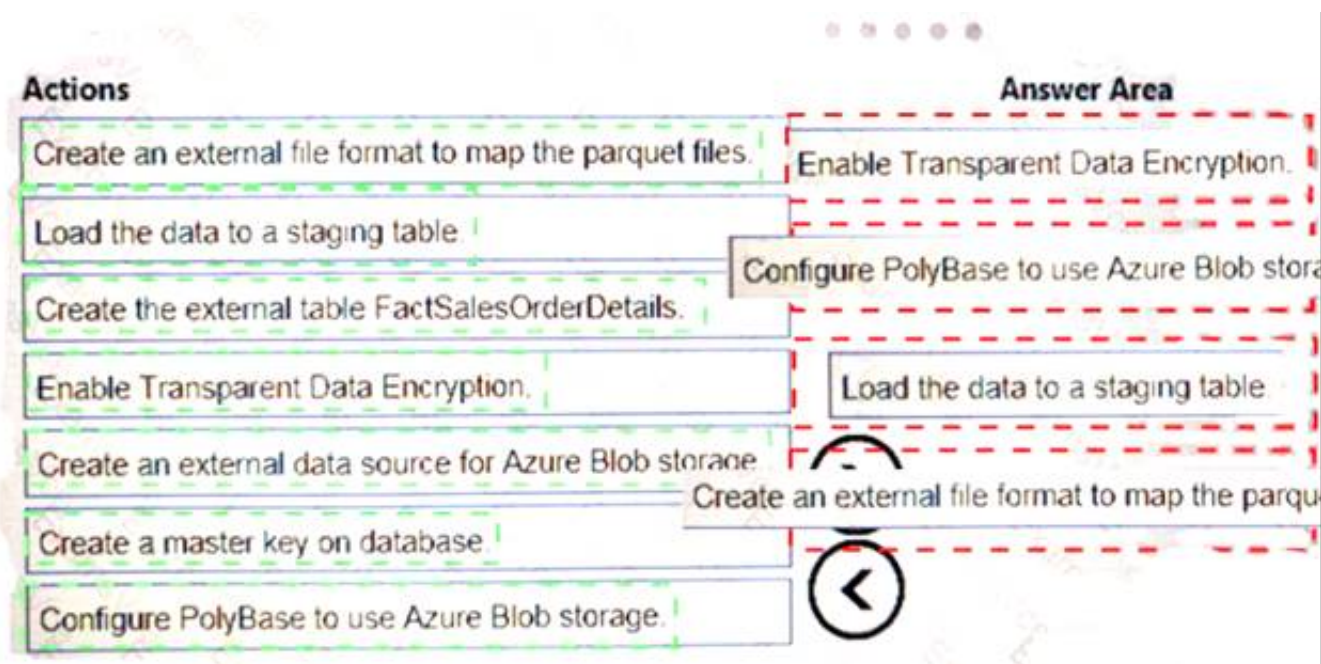 Actions
Answer Area
Create an external file format to map the parquet files.
Enable Transparent Data Encryption.
Load the data to a staging table.
Configure PolyBase to use Azure Blob
Create the external table FactSalesOrderDetails.
Enable Transparent Data Encryption.
Load the data to a staging table
Create an external data source for Azure Blob storage
Create an external file format to map the
Create a master key on database.
Configure PolyBase to use Azure Blob storage.